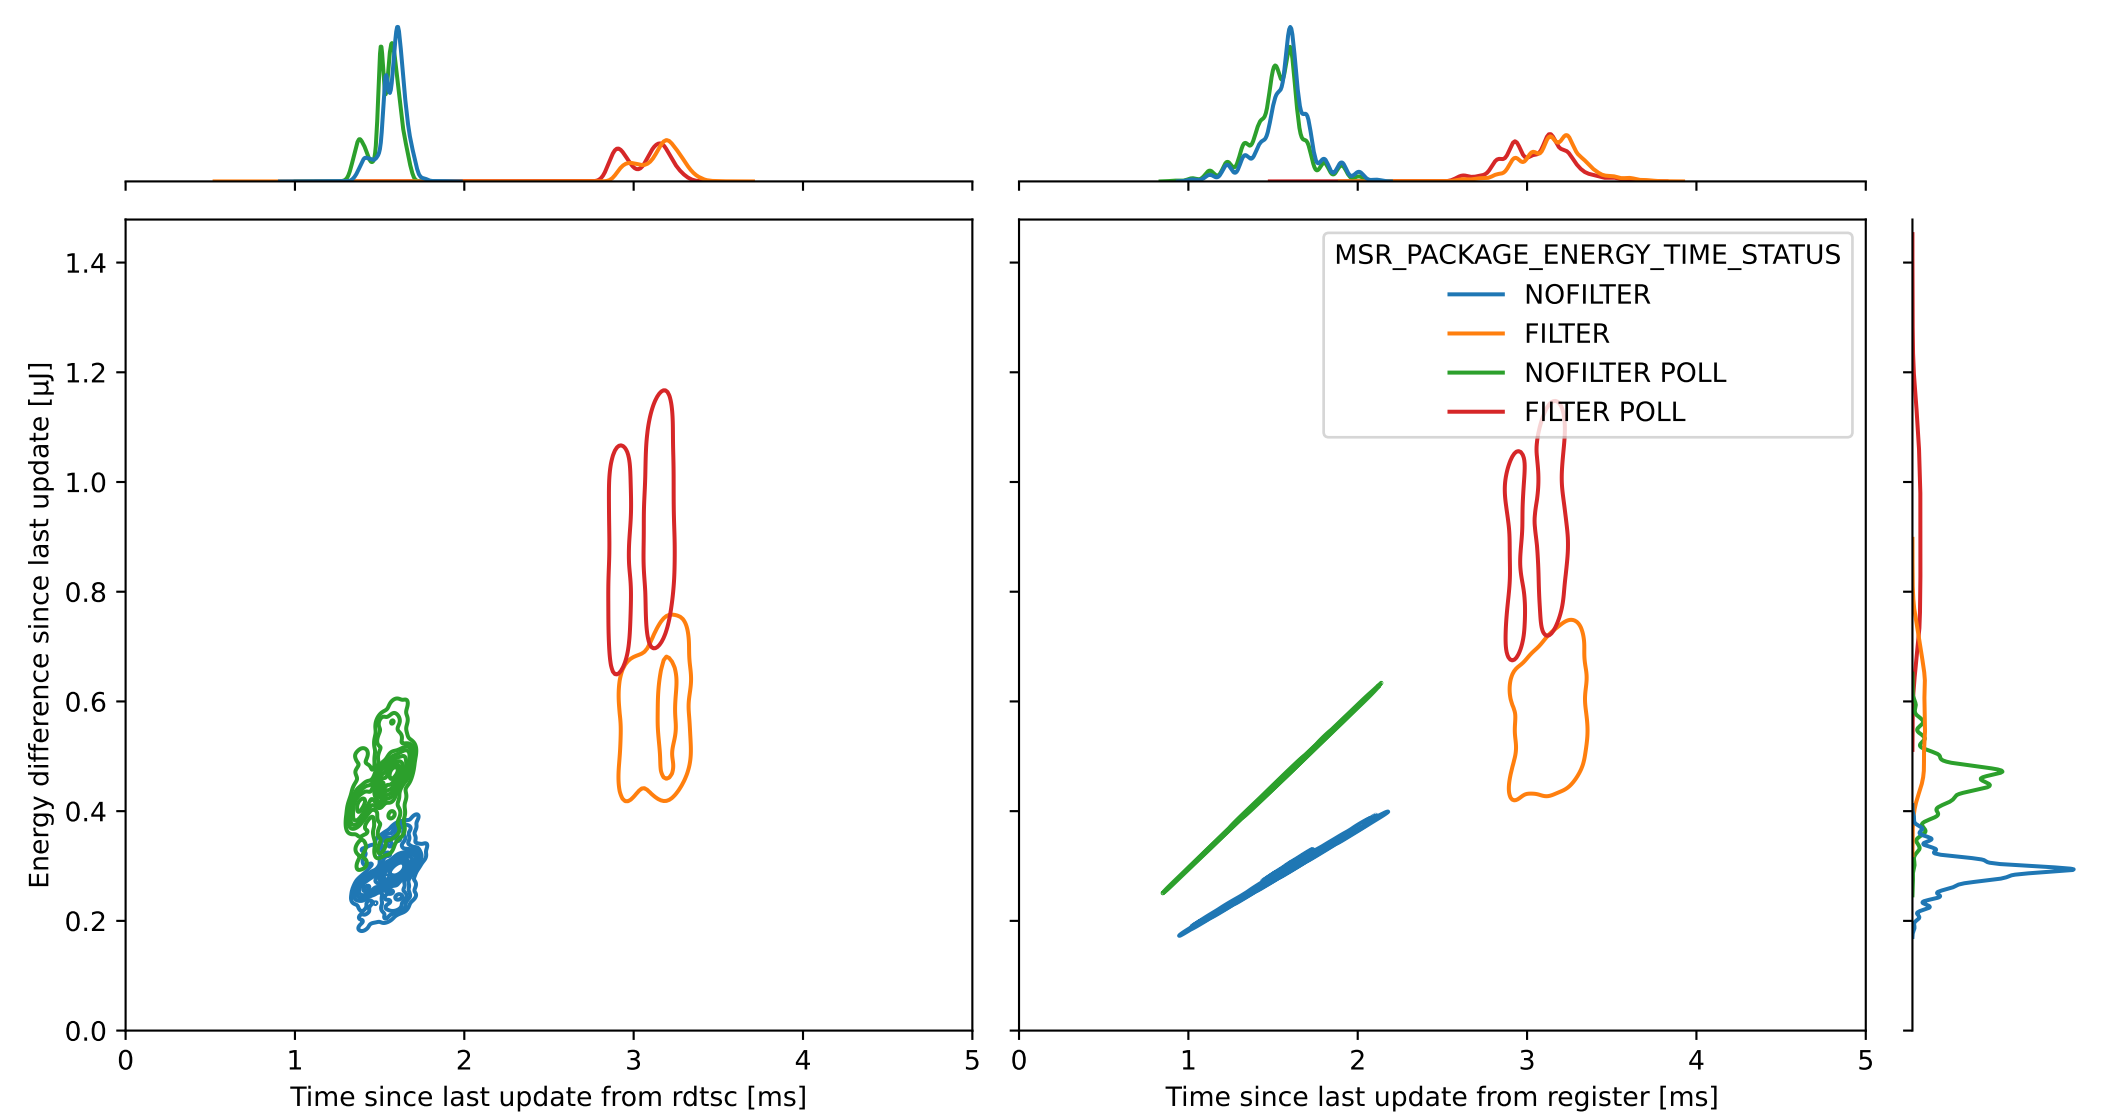 MSR_PACKAGE_ENERGY_TIME_STATUS
NOFILTER
FILTER
NOFILTER POLL
FILTER POLL
Energy difference since last update [μJ]
1.4
1.2
1.0
0.8
0.6
0.4
0.2
0.0
0 1 2 3 4 5
0 1 2 3 4 5
Time since last update from rdtsc [ms]
Time since last update from register [ms]